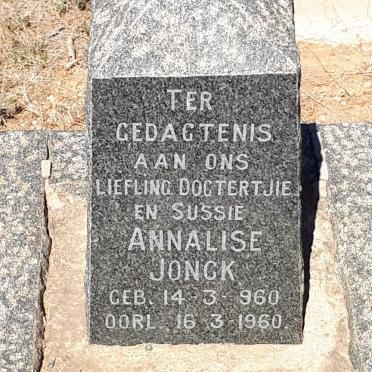 TER
GEDAGTENIS
AAN ONS
LIEFLING DOGTERTJIE
EN SUSSIE
ANNALISE
JONCK
GEB. 14-3- 960
OORL. 16 3-1960.